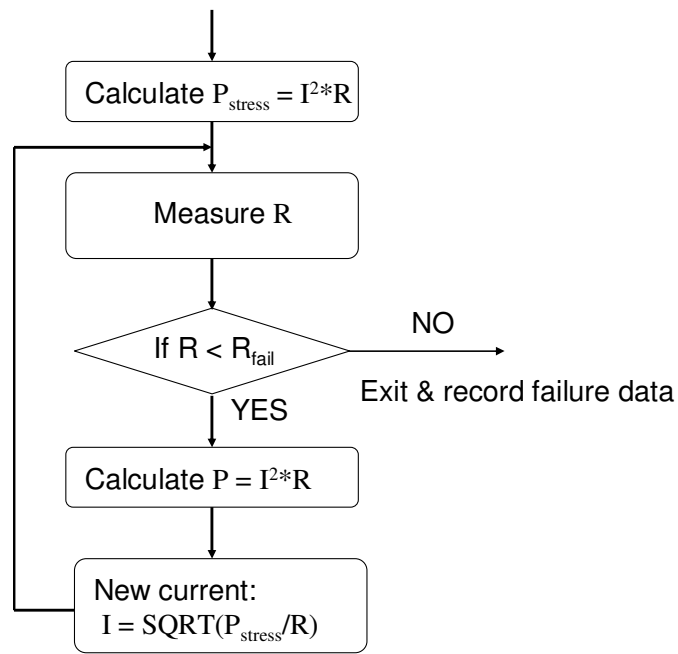 Calculate P_stress = I²*R
Measure R
If R < R_fail
NO
Exit & record failure data
YES
Calculate P = I²*R
New current:
I = SQRT(P_stress/R)